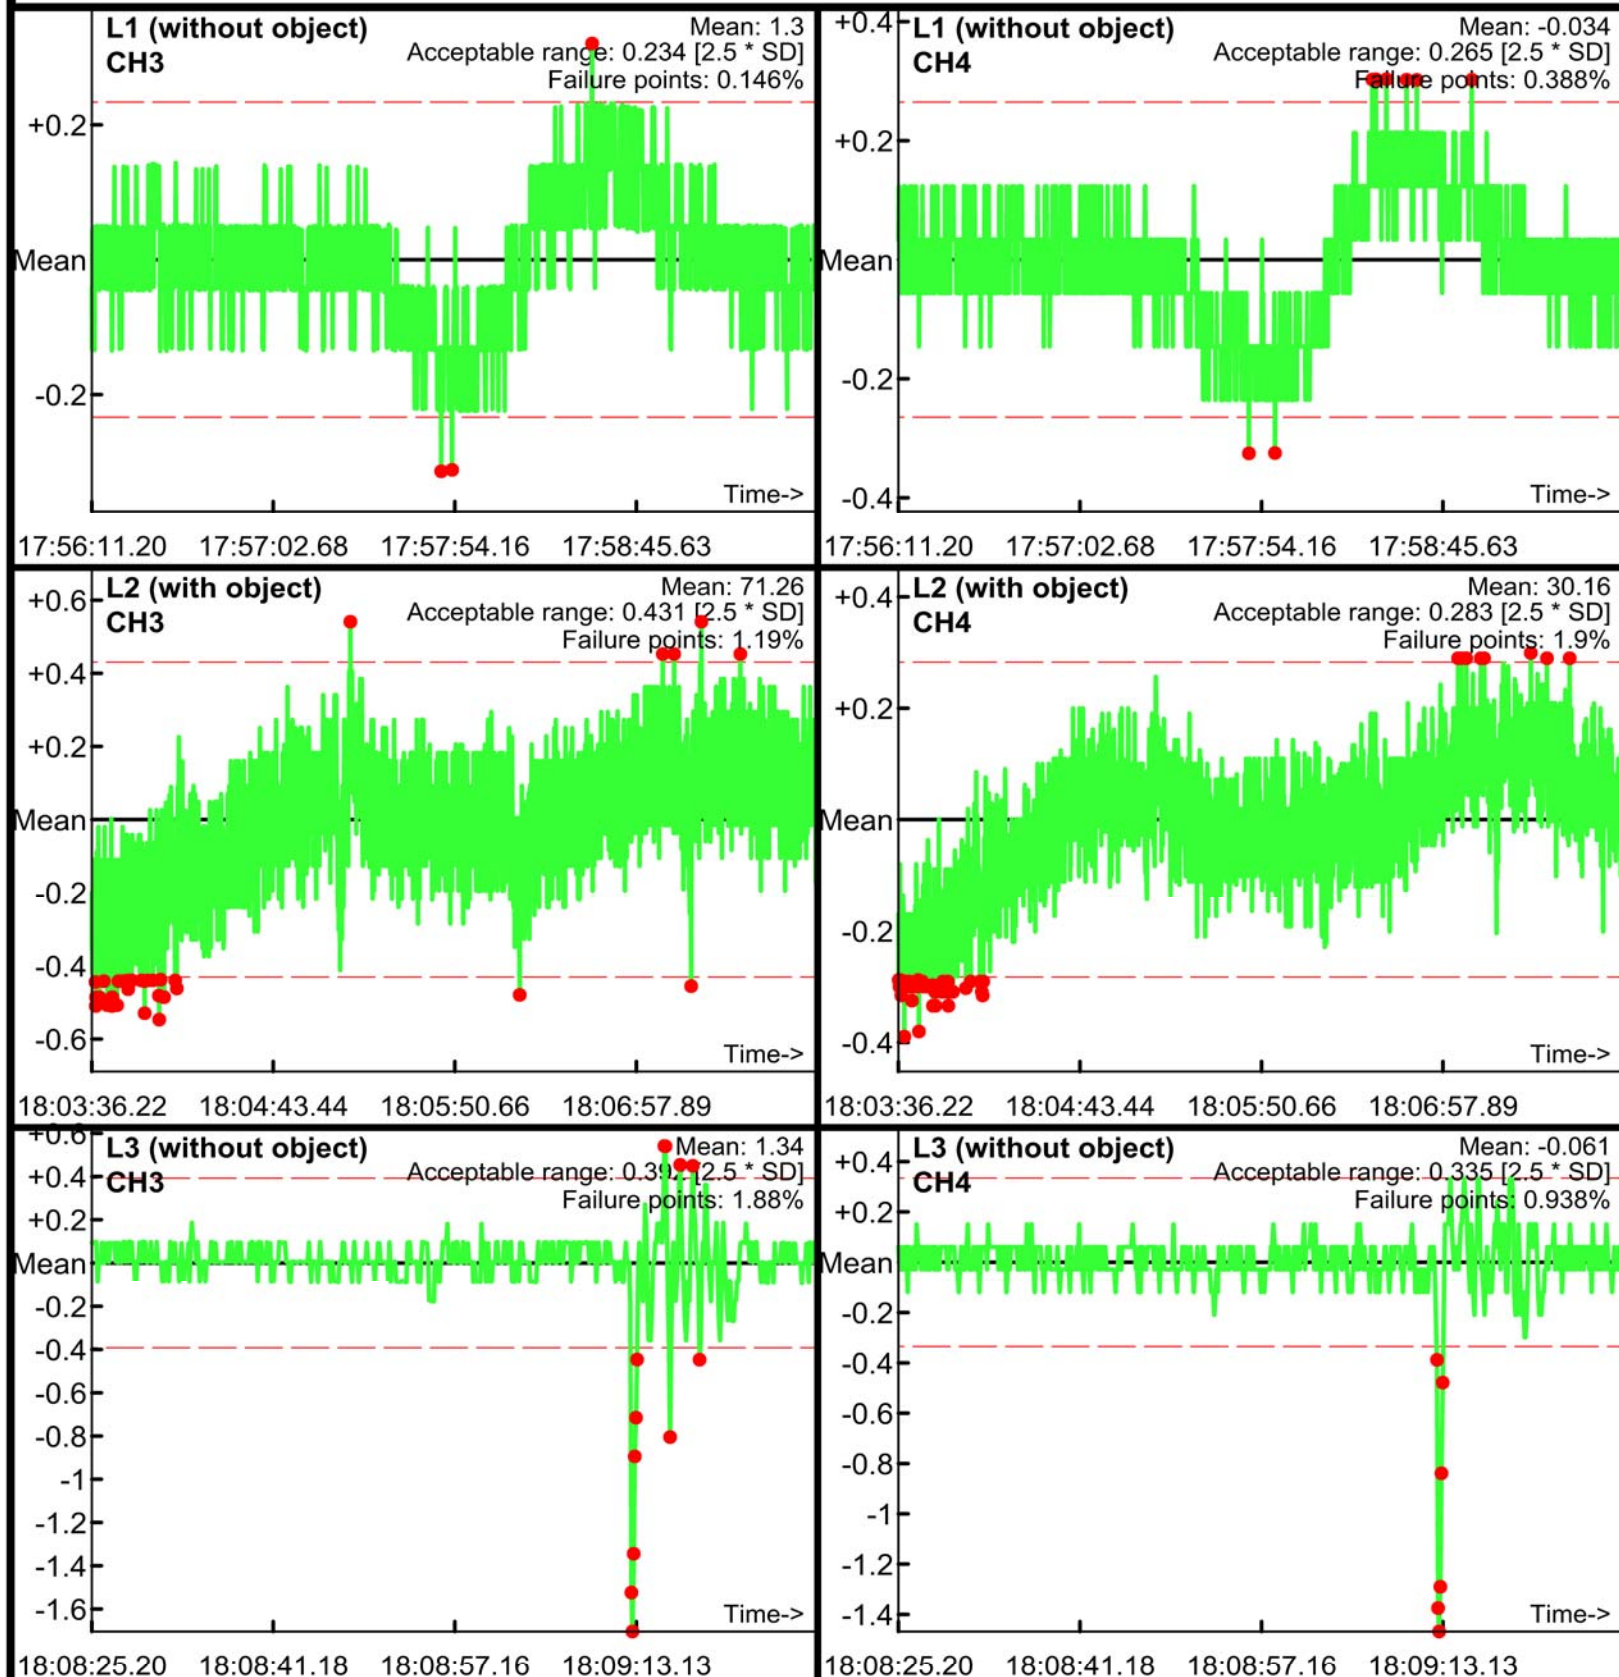 L1 (without object)
CH3
Mean: 1.3
Acceptable range: 0.234 [2.5 * SD]
Failure points: 0.146%
+0.2
Mean
-0.2
Time->
17:56:11.20 17:57:02.68 17:57:54.16 17:58:45.63
L1 (without object)
CH4
Mean: -0.034
Acceptable range: 0.265 [2.5 * SD]
Failure points: 0.388%
+0.4
+0.2
Mean
-0.2
-0.4
Time->
17:56:11.20 17:57:02.68 17:57:54.16 17:58:45.63
L2 (with object)
CH3
Mean: 71.26
Acceptable range: 0.431 [2.5 * SD]
Failure points: 1.19%
+0.6
+0.4
+0.2
Mean
-0.2
-0.4
-0.6
Time->
18:03:36.22 18:04:43.44 18:05:50.66 18:06:57.89
L2 (with object)
CH4
Mean: 30.16
Acceptable range: 0.283 [2.5 * SD]
Failure points: 1.9%
+0.4
+0.2
Mean
-0.2
-0.4
Time->
18:03:36.22 18:04:43.44 18:05:50.66 18:06:57.89
L3 (without object)
CH3
Mean: 1.34
Acceptable range: [2.5 * SD]
Failure points: 1.88%
+0.6
+0.4
+0.2
Mean
-0.2
-0.4
-0.6
-0.8
-1
-1.2
-1.4
-1.6
Time->
18:08:25.20 18:08:41.18 18:08:57.16 18:09:13.13
L3 (without object)
CH4
Mean: -0.061
Acceptable range: 0.335 [2.5 * SD]
Failure points: 0.938%
+0.4
+0.2
Mean
-0.2
-0.4
-0.6
-0.8
-1
-1.2
-1.4
Time->
18:08:25.20 18:08:41.18 18:08:57.16 18:09:13.13